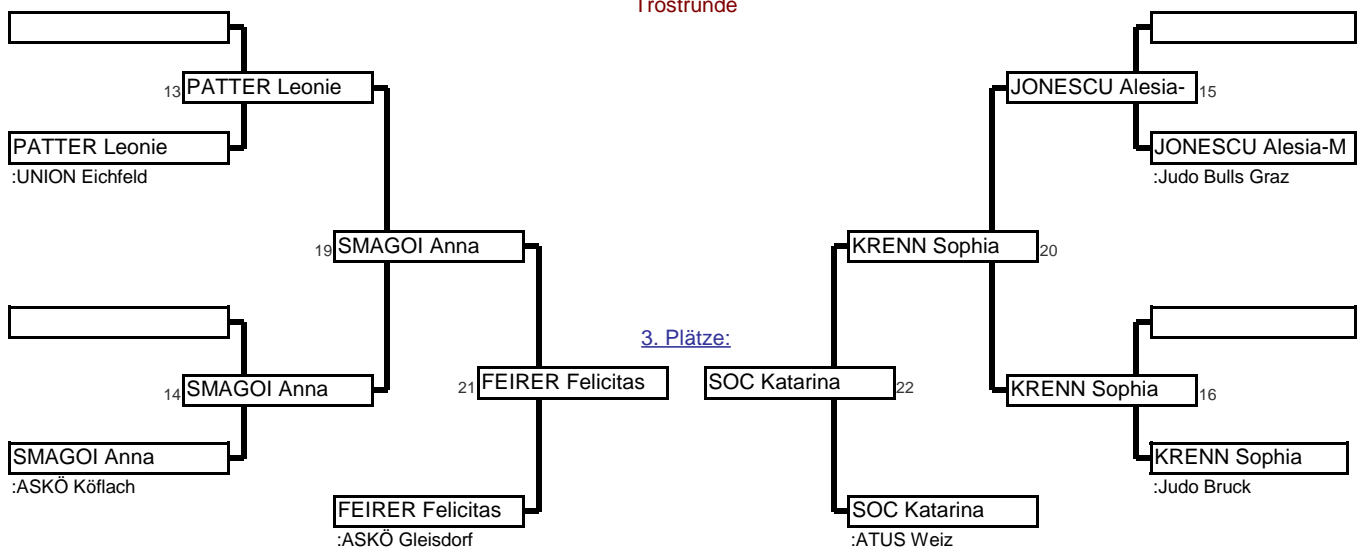 Trostrunde
13 PATTER Leonie
JONESCU Alesia- 15
PATTER Leonie
:UNION Eichfeld
JONESCU Alesia-M
:Judo Bulls Graz
19 SMAGOI Anna
KRENN Sophia 20
3. Plätze:
14 SMAGOI Anna
21 FEIRER Felicitas
SOC Katarina 22
KRENN Sophia 16
SMAGOI Anna
:ASKÖ Köflach
KRENN Sophia
:Judo Bruck
FEIRER Felicitas
:ASKÖ Gleisdorf
SOC Katarina
:ATUS Weiz